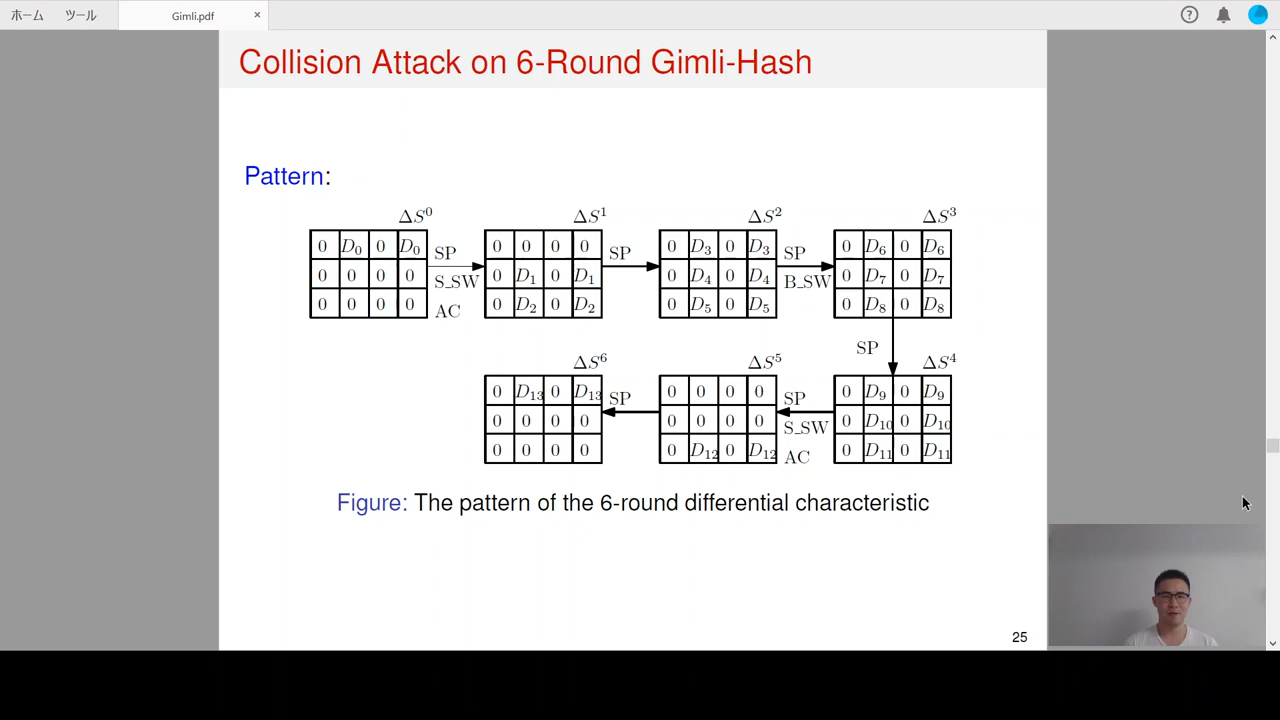 ホーム ツール Gimli.pdf × ?
Collision Attack on 6-Round Gimli-Hash
Pattern:
ΔS⁰ ΔS¹ ΔS² ΔS³
0 D₀ 0 D₀ SP 0 0 0 0 SP 0 D₃ 0 D₃ SP 0 D₆ 0 D₆
0 0 0 0 S_SW 0 D₁ 0 D₁ 0 D₄ 0 D₄ B_SW 0 D₇ 0 D₇
0 0 0 0 AC 0 D₂ 0 D₂ 0 D₅ 0 D₅ 0 D₈ 0 D₈
SP
ΔS⁶ ΔS⁵ ΔS⁴
0 D₁₃ 0 D₁₃ SP 0 0 0 0 SP 0 D₉ 0 D₉
0 0 0 0 0 0 0 0 S_SW 0 D₁₀ 0 D₁₀
0 0 0 0 0 D₁₂ 0 D₁₂ AC 0 D₁₁ 0 D₁₁
Figure: The pattern of the 6-round differential characteristic
25